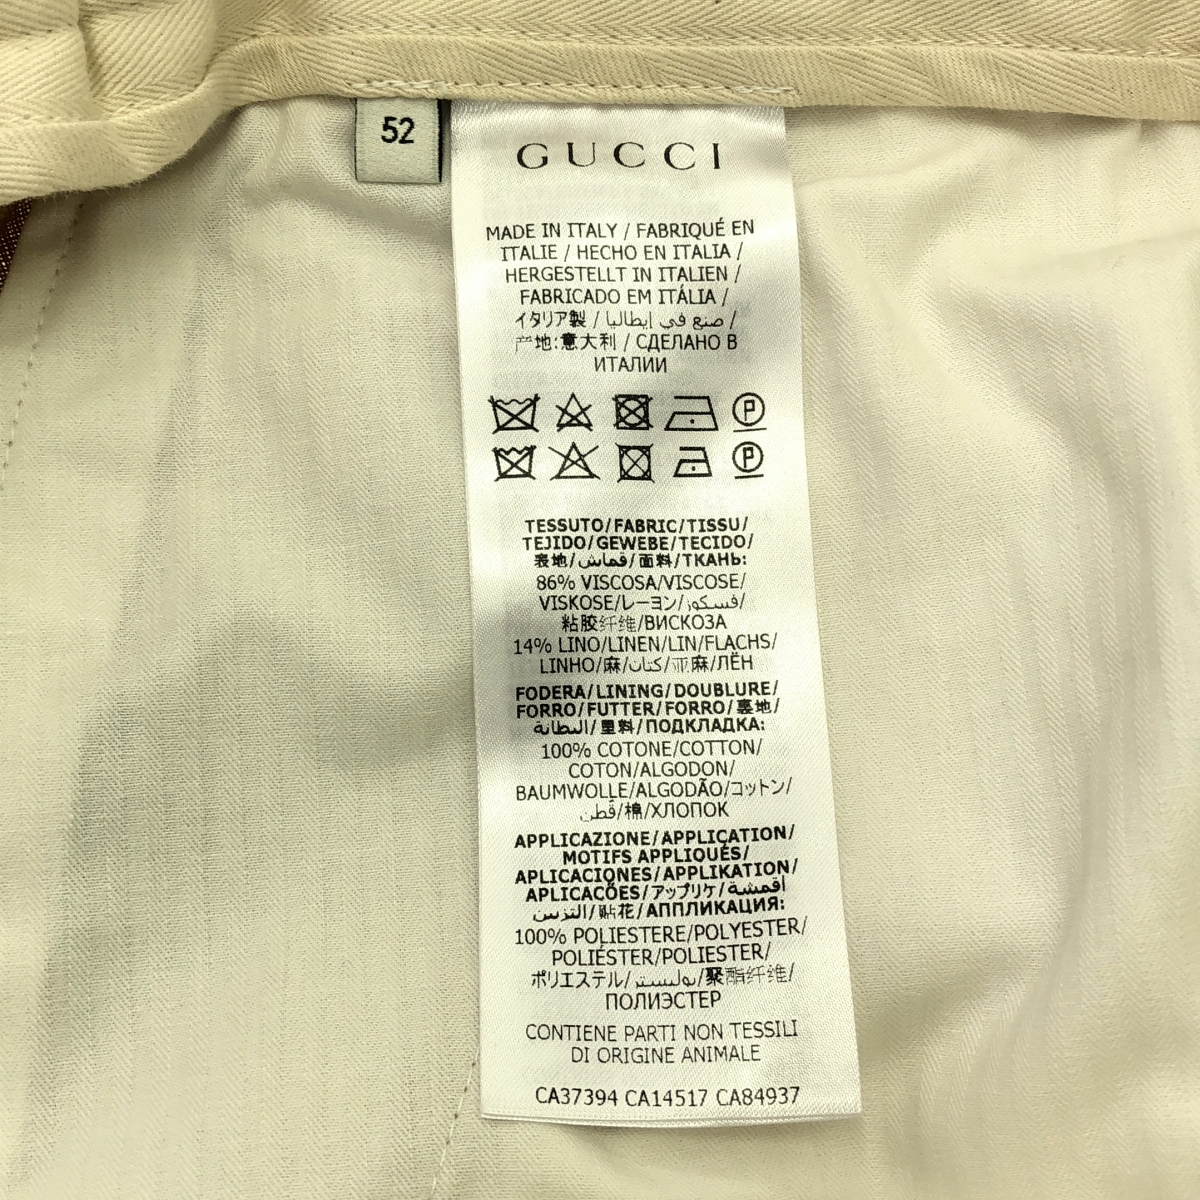 52
GUCCI
MADE IN ITALY / FABRIQUÉ EN
ITALIE / HECHO EN ITALIA /
HERGESTELLT IN ITALIEN /
FABRICADO EM ITÁLIA /
イタリア製 / صنع في إيطاليا /
产地:意大利 / СДЕЛАНО В
ИТАЛИИ
P
P
TESSUTO/FABRIC/TISSU/
TEJIDO/GEWEBE/TECIDO/
表地/قماش/面料/ТКАНЬ:
86% VISCOSA/VISCOSE/
VISKOSE/レーヨン/فسكوز/
粘胶纤维/ВИСКОЗА
14% LINO/LINEN/LIN/FLACHS/
LINHO/麻/كتان/亚麻/ЛЁН
FODERA/LINING/DOUBLURE/
FORRO/FUTTER/FORRO/裏地/
البطانة/里料/ПОДКЛАДКА:
100% COTONE/COTTON/
COTON/ALGODON/
BAUMWOLLE/ALGODÃO/コットン/
قطن/棉/ХЛОПОК
APPLICAZIONE/APPLICATION/
MOTIFS APPLIQUÉS/
APLICACIONES/APPLIKATION/
APLICAÇÕES/アップリケ/أقمشة
التزيين/贴花/АППЛИКАЦИЯ:
100% POLIESTERE/POLYESTER/
POLIÉSTER/POLIESTER/
ポリエステル/بوليستر/聚酯纤维/
ПОЛИЭСТЕР
CONTIENE PARTI NON TESSILI
DI ORIGINE ANIMALE
CA37394 CA14517 CA84937